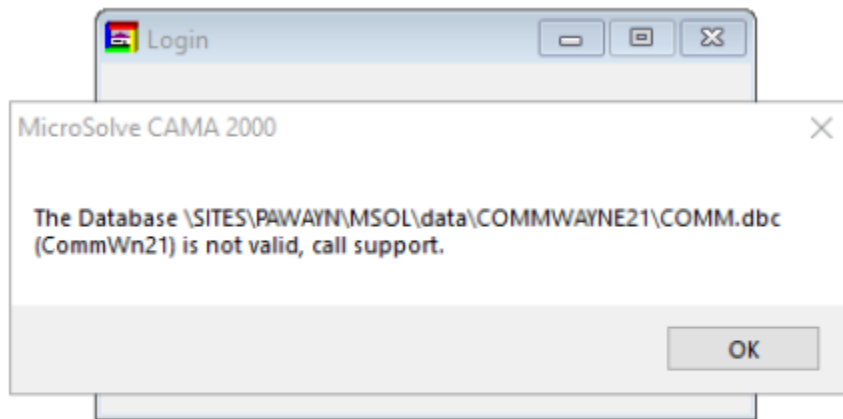 Login
MicroSolve CAMA 2000
The Database \SITES\PAWAYN\MSOL\data\COMMWAYNE21\COMM.dbc
(CommWn21) is not valid, call support.
OK